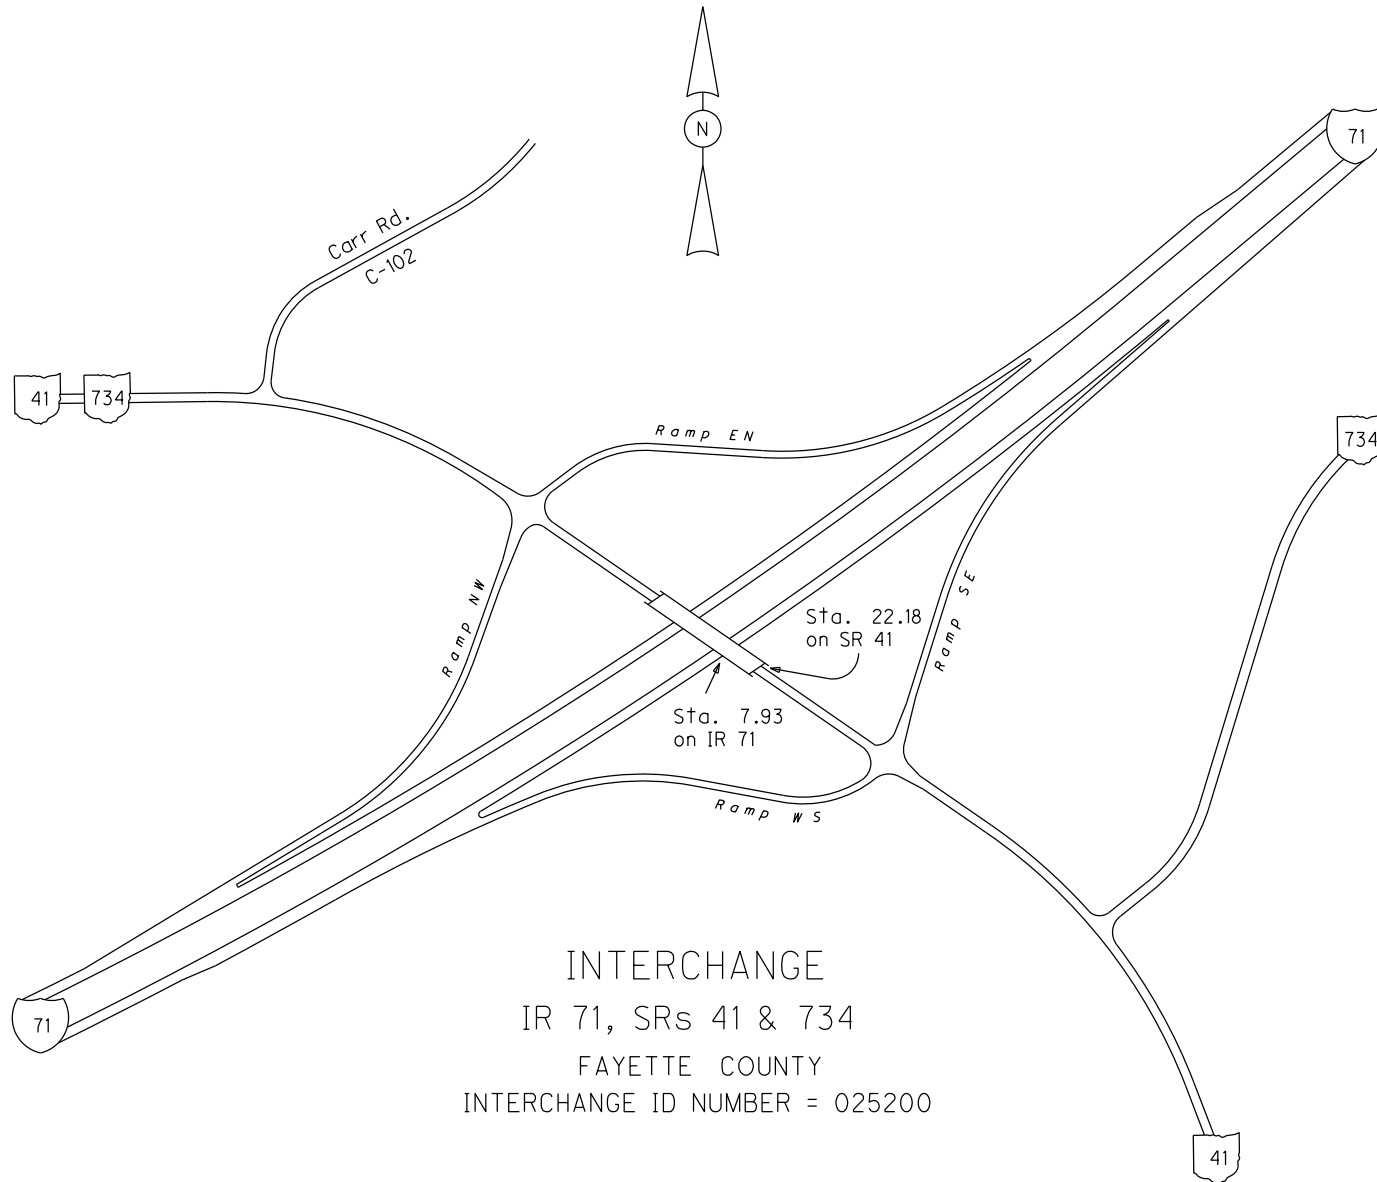 N
71
Carr Rd.
C-102
41
734
734
Ramp EN
Ramp NW
Ramp SE
Sta. 22.18
on SR 41
Sta. 7.93
on IR 71
Ramp WS
71
INTERCHANGE
IR 71, SRs 41 & 734
FAYETTE COUNTY
INTERCHANGE ID NUMBER = 025200
41